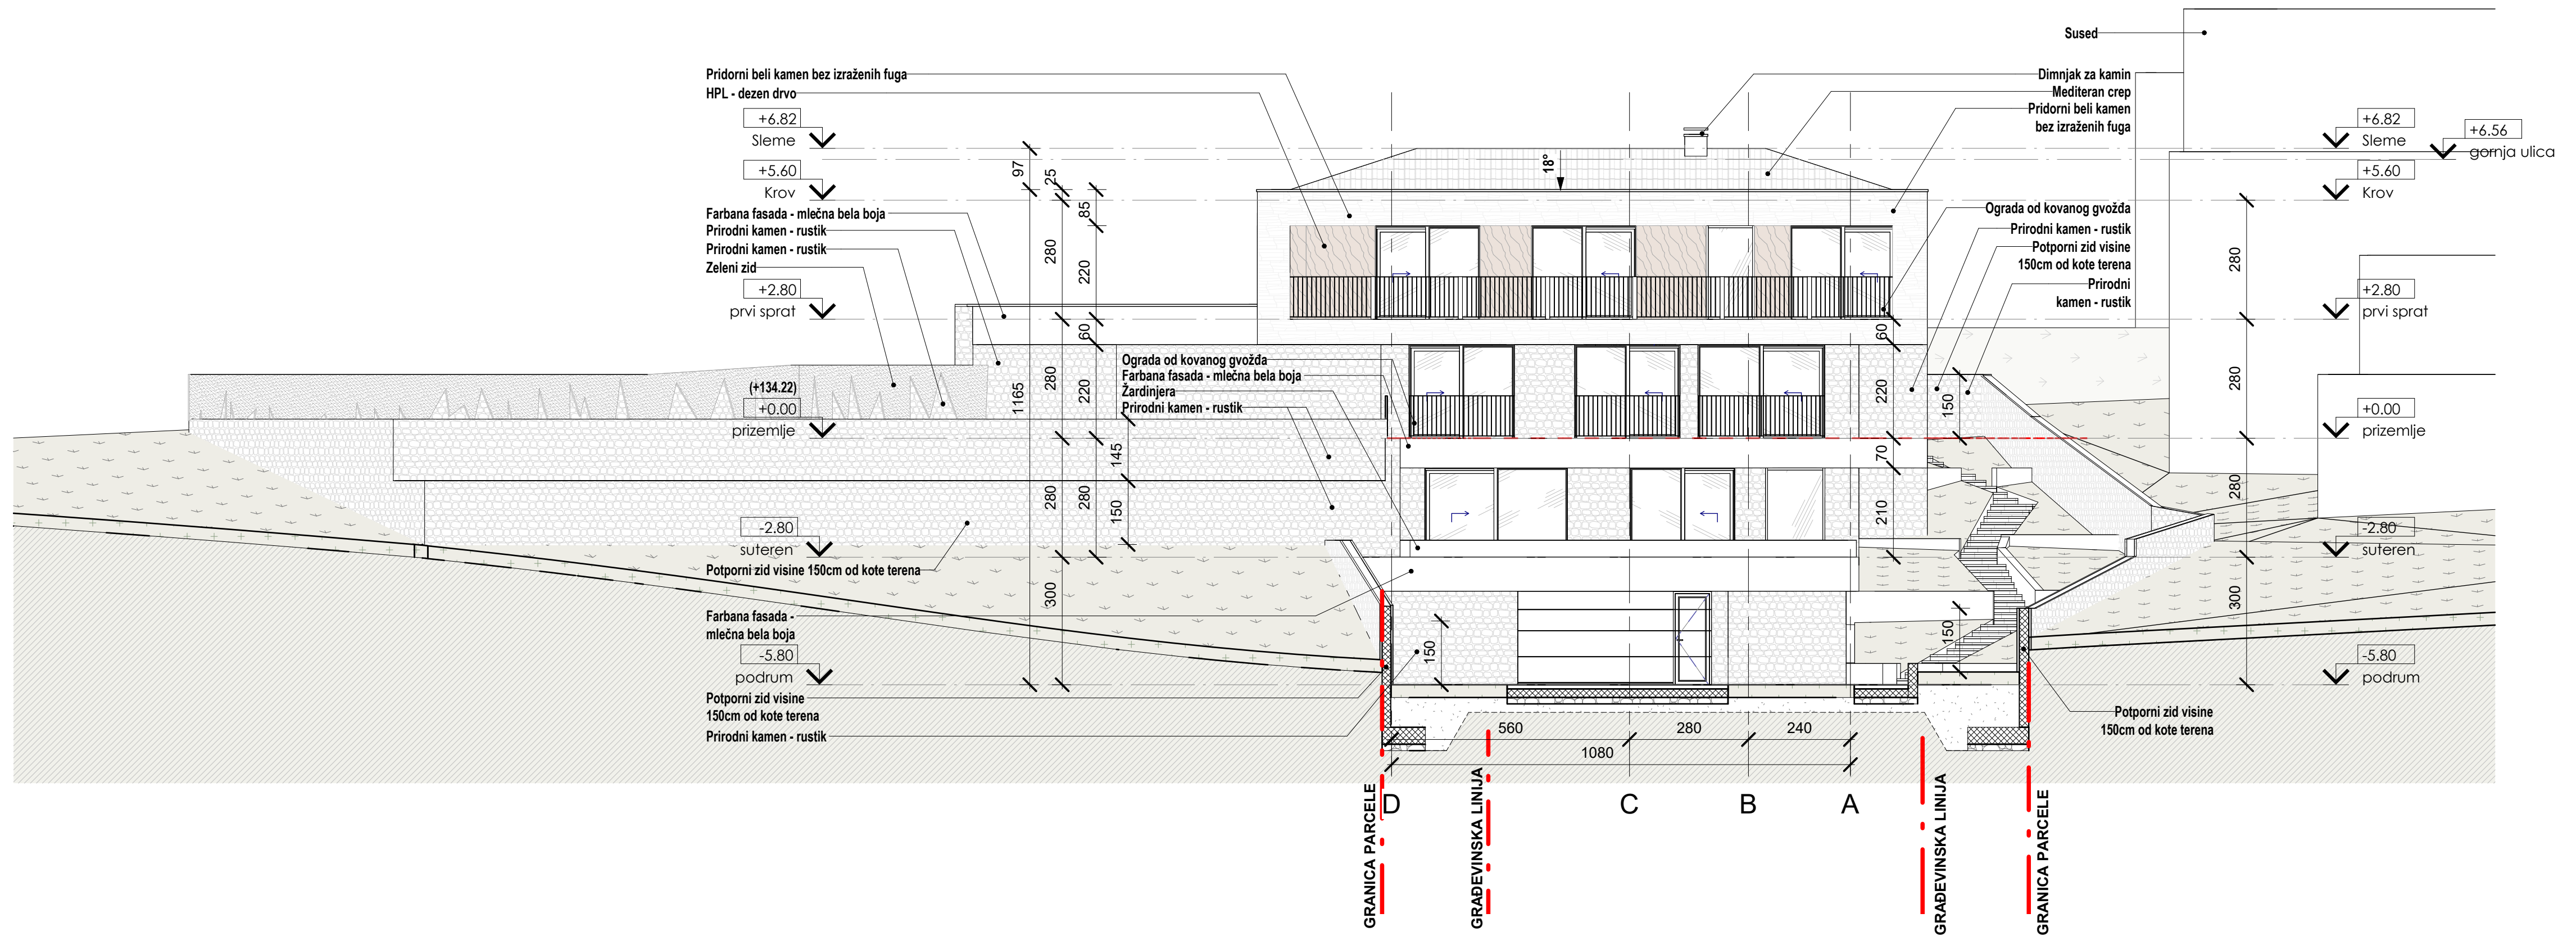 Sused
Pridorni beli kamen bez izraženih fuga
HPL - dezen drvo
+6.82
Sleme
+5.60
Krov
Farbana fasada - mlečna bela boja
Prirodni kamen - rustik
Prirodni kamen - rustik
Zeleni zid
+2.80
prvi sprat
(+134.22)
+0.00
prizemlje
-2.80
suteren
Potporni zid visine 150cm od kote terena
Farbana fasada -
mlečna bela boja
-5.80
podrum
Potporni zid visine
150cm od kote terena
Prirodni kamen - rustik
97
1165
25
280
280
280
300
85
220
60
220
280
145
150
Ograda od kovanog gvožđa
Farbana fasada - mlečna bela boja
Žardinjera
Prirodni kamen - rustik
18°
150
60
220
70
210
150
150
Dimnjak za kamin
Mediteran crep
Pridorni beli kamen
bez izraženih fuga
Ograda od kovanog gvožđa
Prirodni kamen - rustik
Potporni zid visine
150cm od kote terena
Prirodni
kamen - rustik
280
280
280
300
+6.82
Sleme
+6.56
gornja ulica
+5.60
Krov
+2.80
prvi sprat
+0.00
prizemlje
-2.80
suteren
-5.80
podrum
Potporni zid visine
150cm od kote terena
560
280
240
1080
D
C
B
A
GRANICA PARCELE
GRAĐEVINSKA LINIJA
GRAĐEVINSKA LINIJA
GRANICA PARCELE